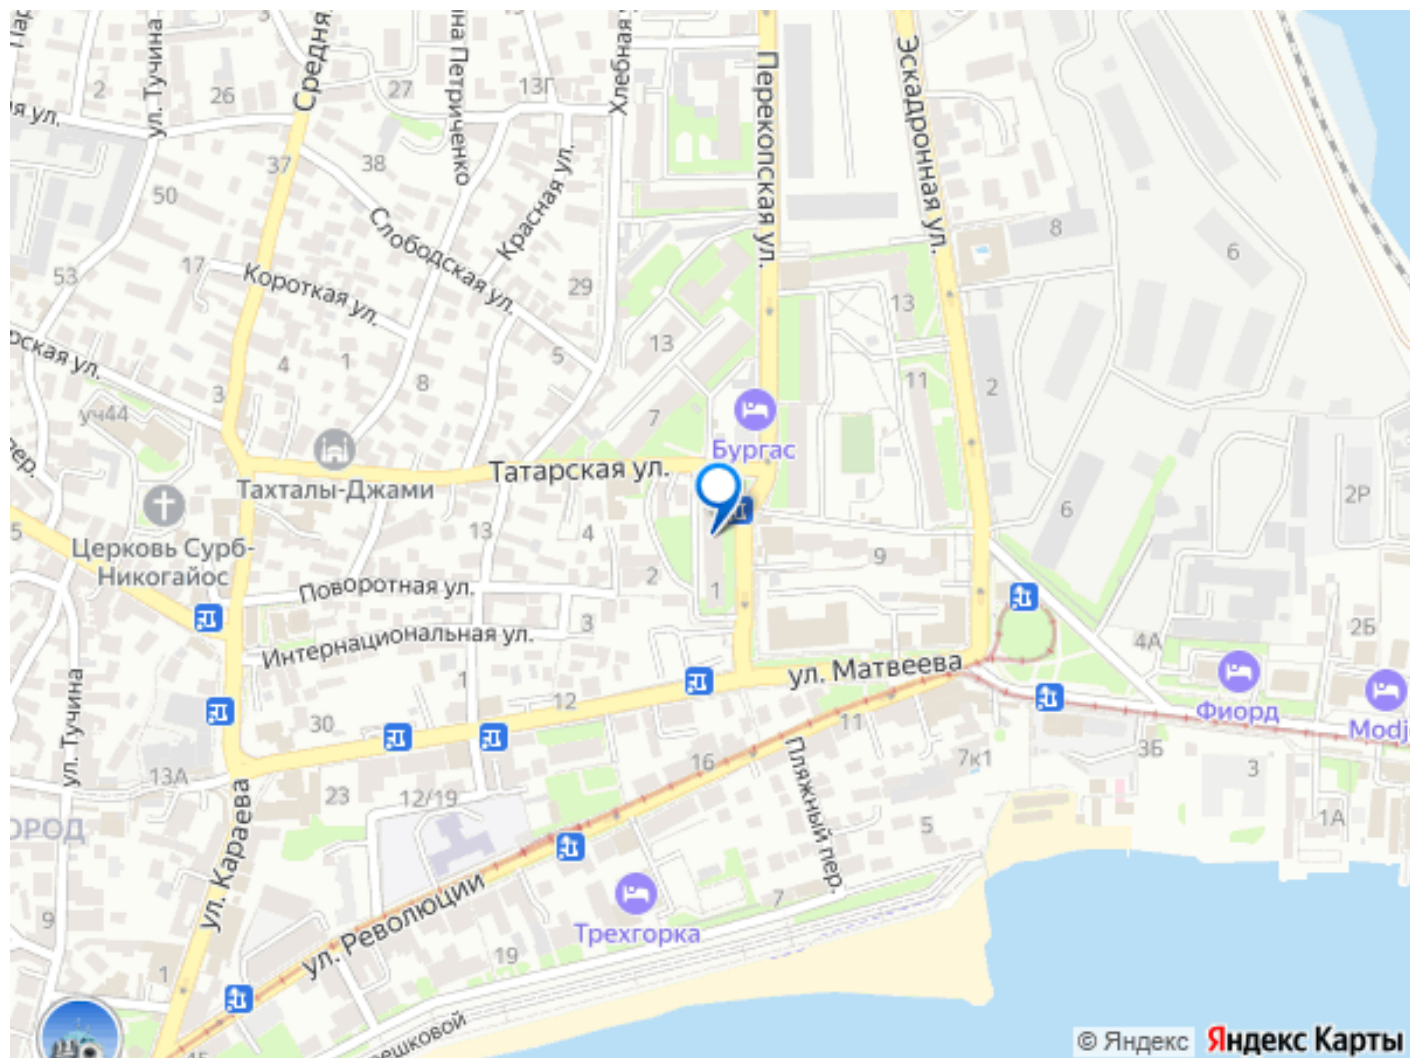 ул. Тучина
Средняя
27
13Г
Хлебная
2
26
38
37
50
53
17
Перекопская ул.
Эскадронная ул.
Красная ул.
Слободская ул.
Короткая ул.
29
8
6
13
13
5
4
1
8
3
7
11
2
уч44
Бургас
Татарская ул.
Тахталы-Джами
Церковь Сурб-
Никогайос
13
4
9
6
2Р
5
Поворотная ул.
2
1
Интернациональная ул.
3
4А
2Б
ул. Матвеева
Фиорд
ул. Тучина
1
12
30
11
16
7к1
3Б
3
1А
13А
23
12/19
Пляжный пер.
5
ул. Караева
9
7
Трехгорка
ул. Революции
19
1
© Яндекс
Яндекс Карты